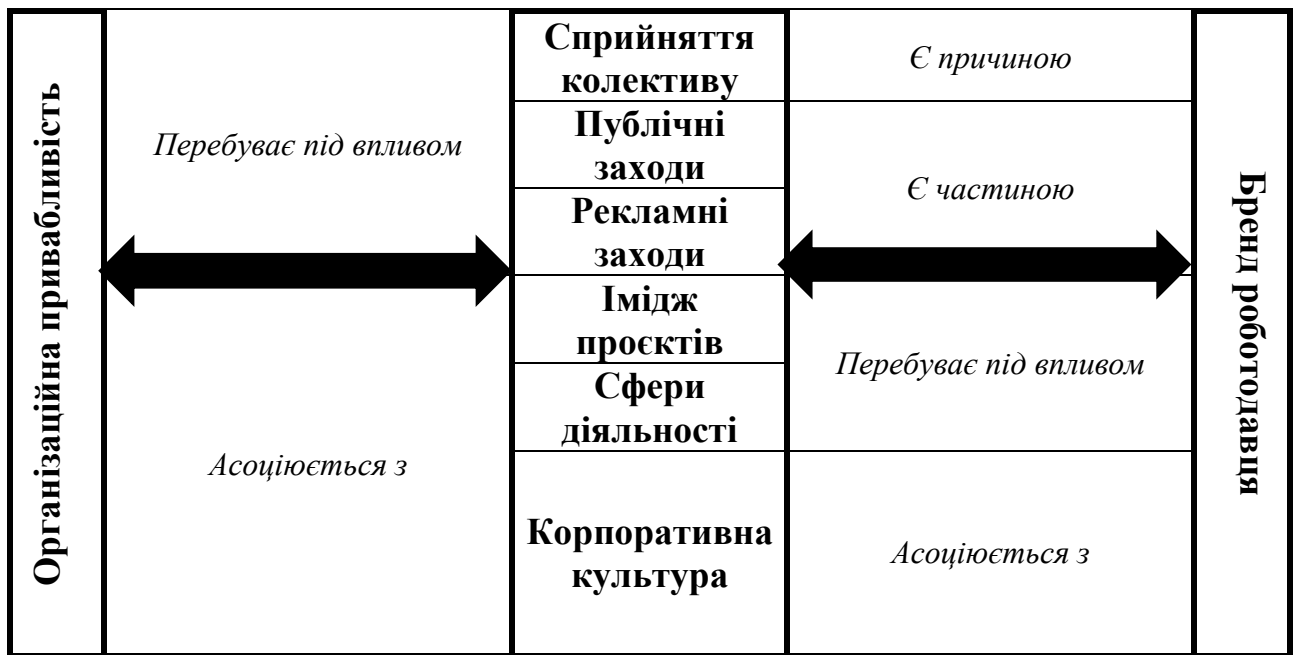 Організаційна привабливість
Перебуває під впливом
Асоціюється з
Сприйняття
колективу
Публічні
заходи
Рекламні
заходи
Імідж
проєктів
Сфери
діяльності
Корпоративна
культура
Є причиною
Є частиною
Перебуває під впливом
Асоціюється з
Бренд роботодавця